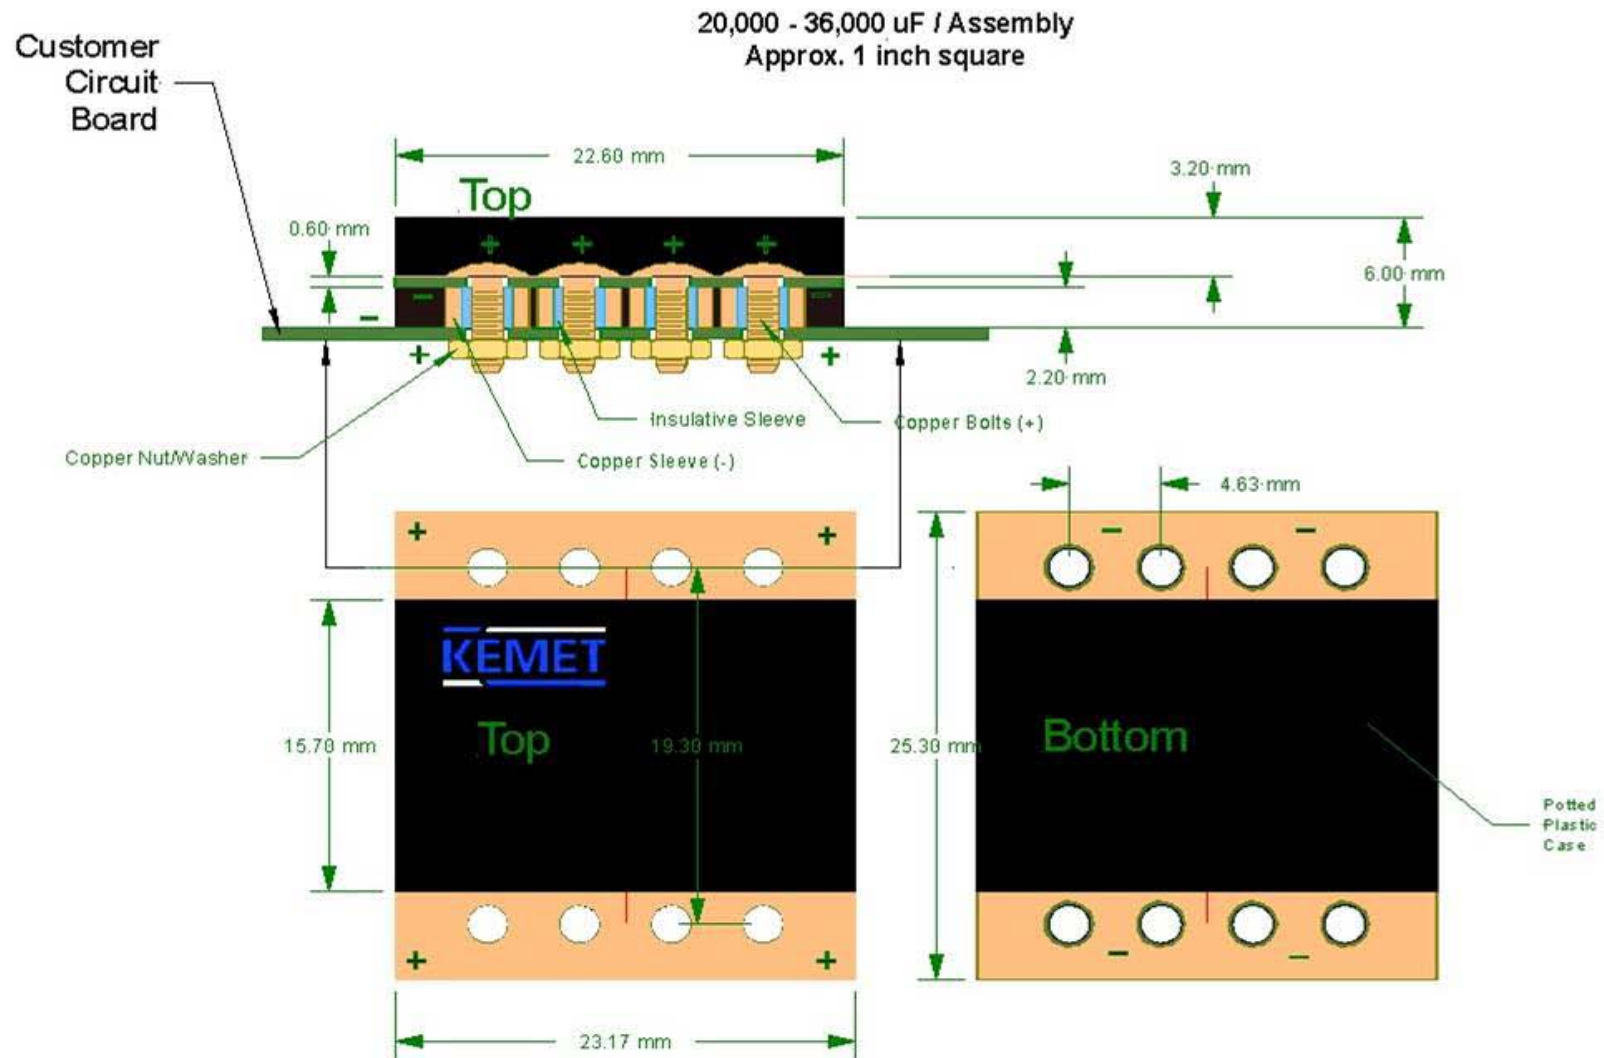 20,000 - 36,000 uF / Assembly
Approx. 1 inch square
Customer
Circuit
Board
22.60 mm
3.20 mm
Top
0.60 mm
+ + + +
6.00 mm
− −
−
+ +
2.20 mm
Insulative Sleeve
Copper Bolts (+)
Copper Nut/Washer
Copper Sleeve (-)
4.63 mm
+ +
− −
KEMET
15.70 mm
Top
19.30 mm
25.30 mm
Bottom
Potted
Plastic
Case
+ +
− −
23.17 mm